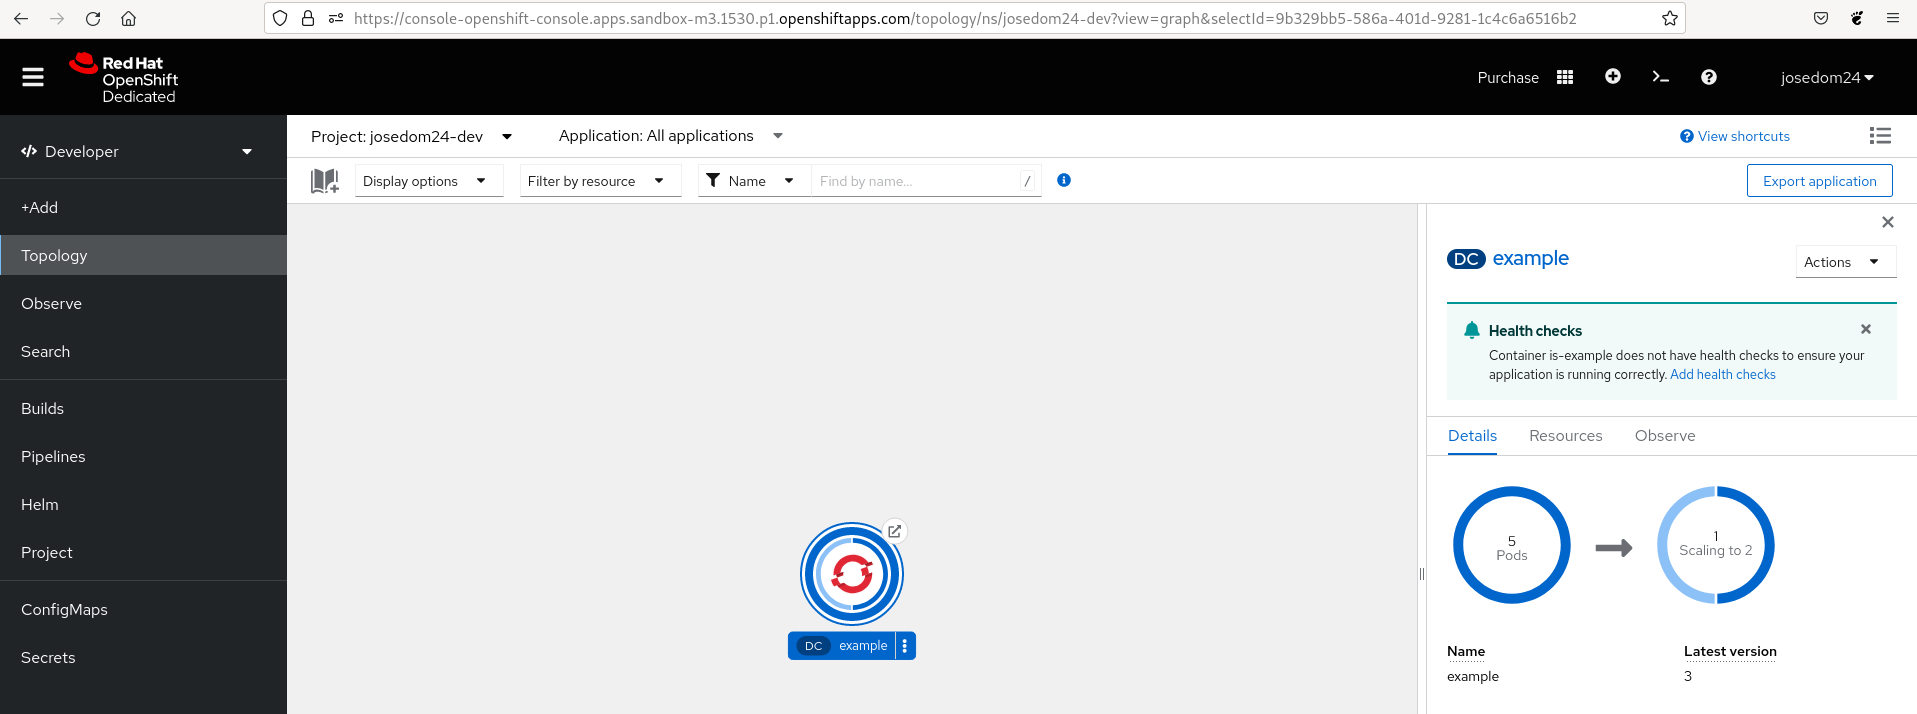 https://console-openshift-console.apps.sandbox-m3.1530.p1.openshiftapps.com/topology/ns/josedom24-dev?view=graph&selectId=9b329bb5-586a-401d-9281-1c4c6a6516b2
Red Hat
OpenShift
Dedicated
Purchase
josedom24
Developer
+Add
Topology
Observe
Search
Builds
Pipelines
Helm
Project
ConfigMaps
Secrets
Project: josedom24-dev
Application: All applications
View shortcuts
Display options
Filter by resource
Name
Find by name...
/
Export application
DC example
DC example
Actions
Health checks
Container is-example does not have health checks to ensure your
application is running correctly. Add health checks
Details
Resources
Observe
5
Pods
1
Scaling to 2
Name
example
Latest version
3